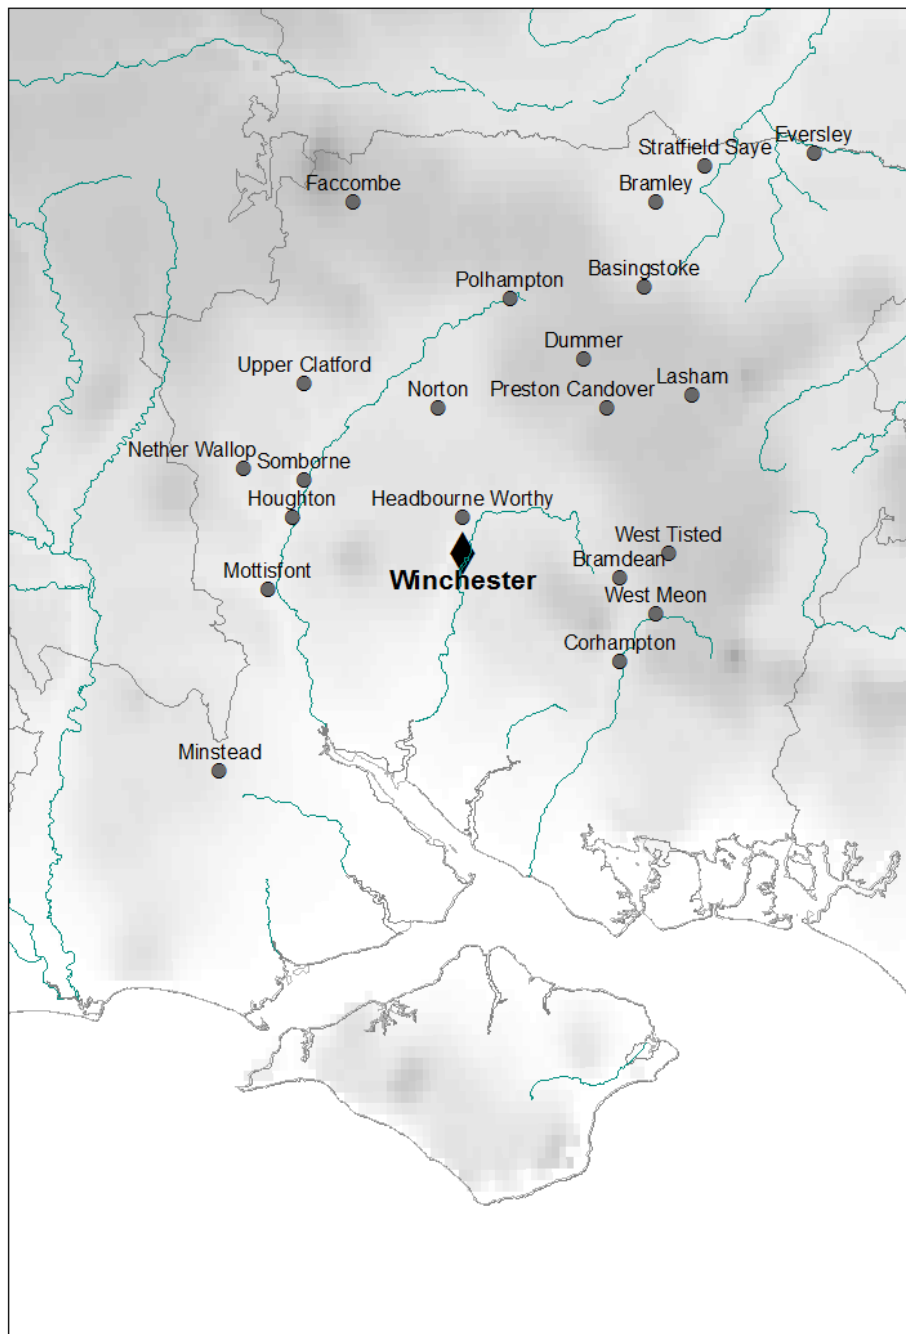 Eversley
Stratfield Saye
Faccombe
Bramley
Basingstoke
Polhampton
Dummer
Upper Clatford
Lasham
Norton
Preston Candover
Nether Wallop
Somborne
Houghton
Headbourne Worthy
West Tisted
Bramdean
Mottisfont
Winchester
West Meon
Corhampton
Minstead